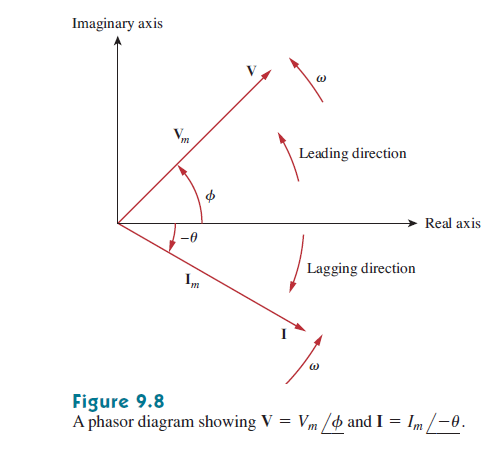 Imaginary axis
V
ω
V_m
Leading direction
ϕ
Real axis
−θ
Lagging direction
I_m
I
ω
Figure 9.8
A phasor diagram showing V = V_m /ϕ and I = I_m /−θ.